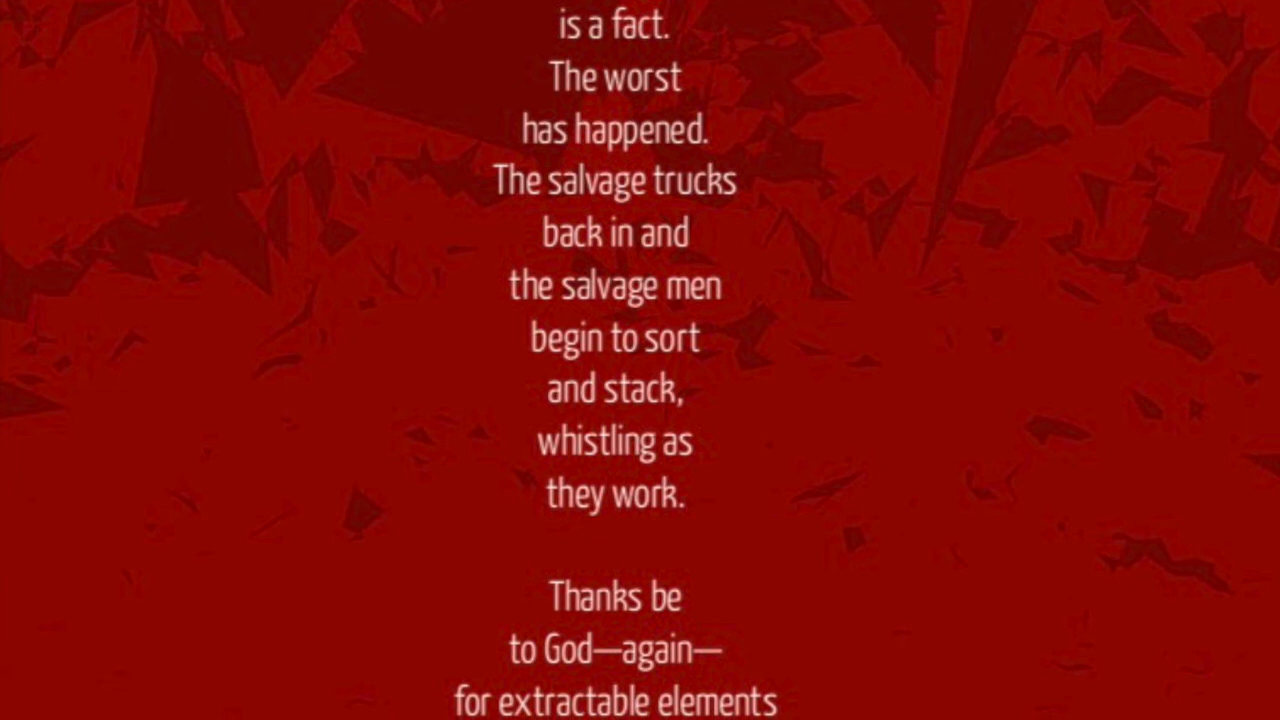 is a fact.
The worst
has happened.
The salvage trucks
back in and
the salvage men
begin to sort
and stack,
whistling as
they work.
Thanks be
to God—again—
for extractable elements